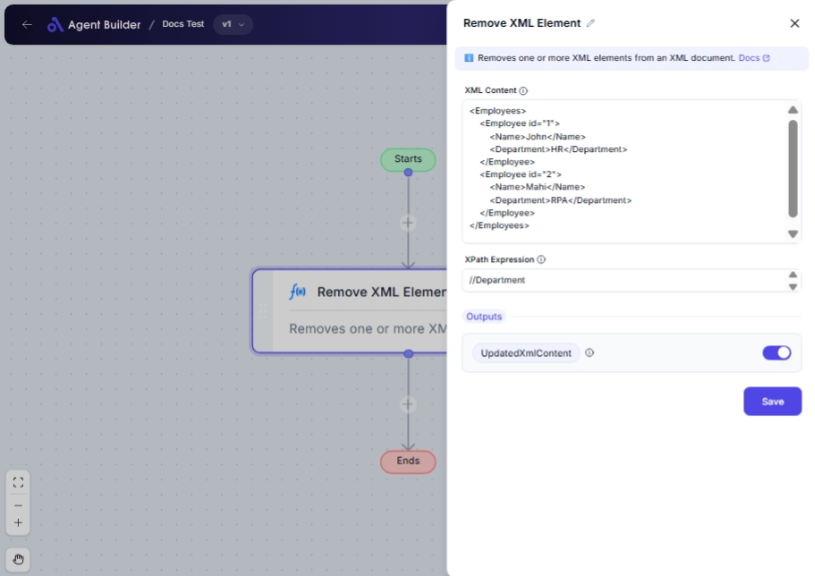 Agent Builder / Docs Test v1
Starts
f(x) Remove XML Elemen
Removes one or more XM
Ends
Remove XML Element
Removes one or more XML elements from an XML document. Docs
XML Content
<Employees>
<Employee id="1">
<Name>John</Name>
<Department>HR</Department>
</Employee>
<Employee id="2">
<Name>Mahi</Name>
<Department>RPA</Department>
</Employee>
</Employees>
XPath Expression
//Department
Outputs
UpdatedXmlContent
Save